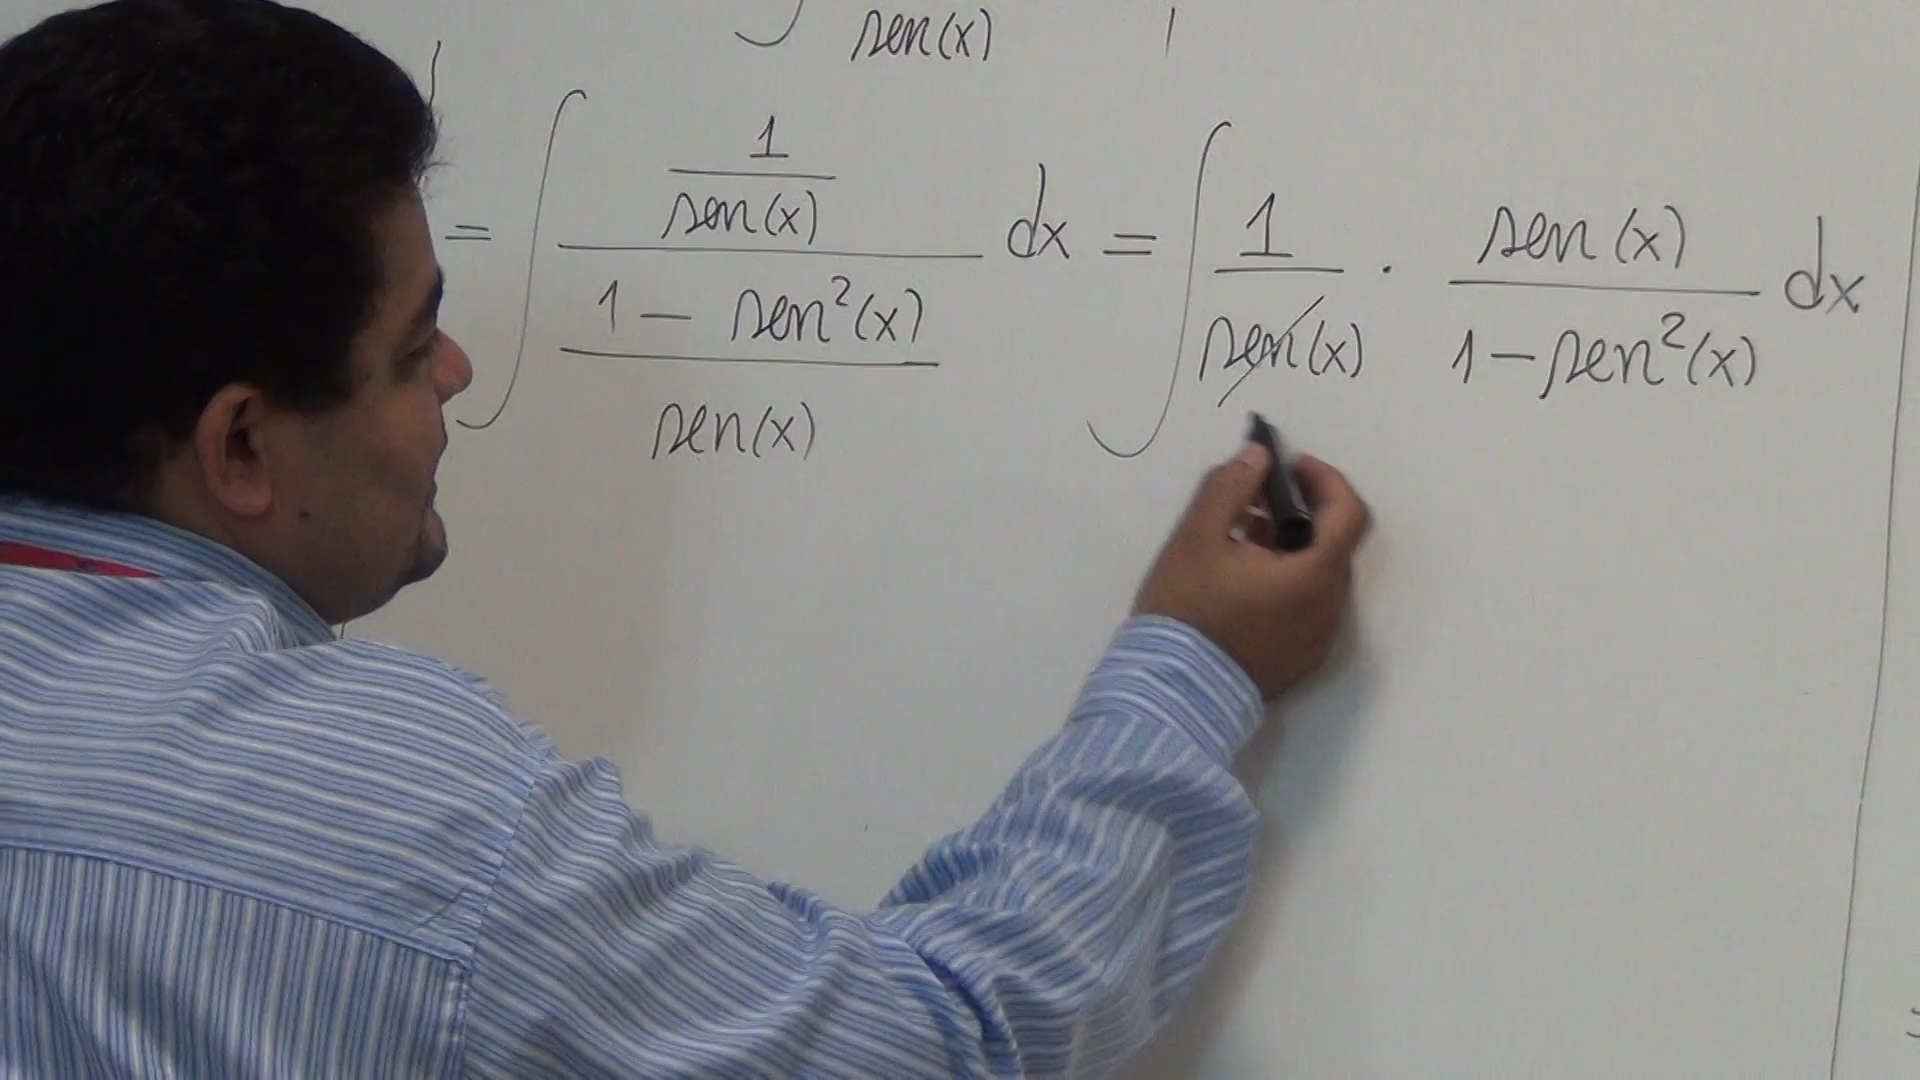 ∫ sen(x)
= ∫ (1/sen(x))/((1 - sen²(x))/sen(x)) dx = ∫ 1/sen(x) · sen(x)/(1 - sen²(x)) dx